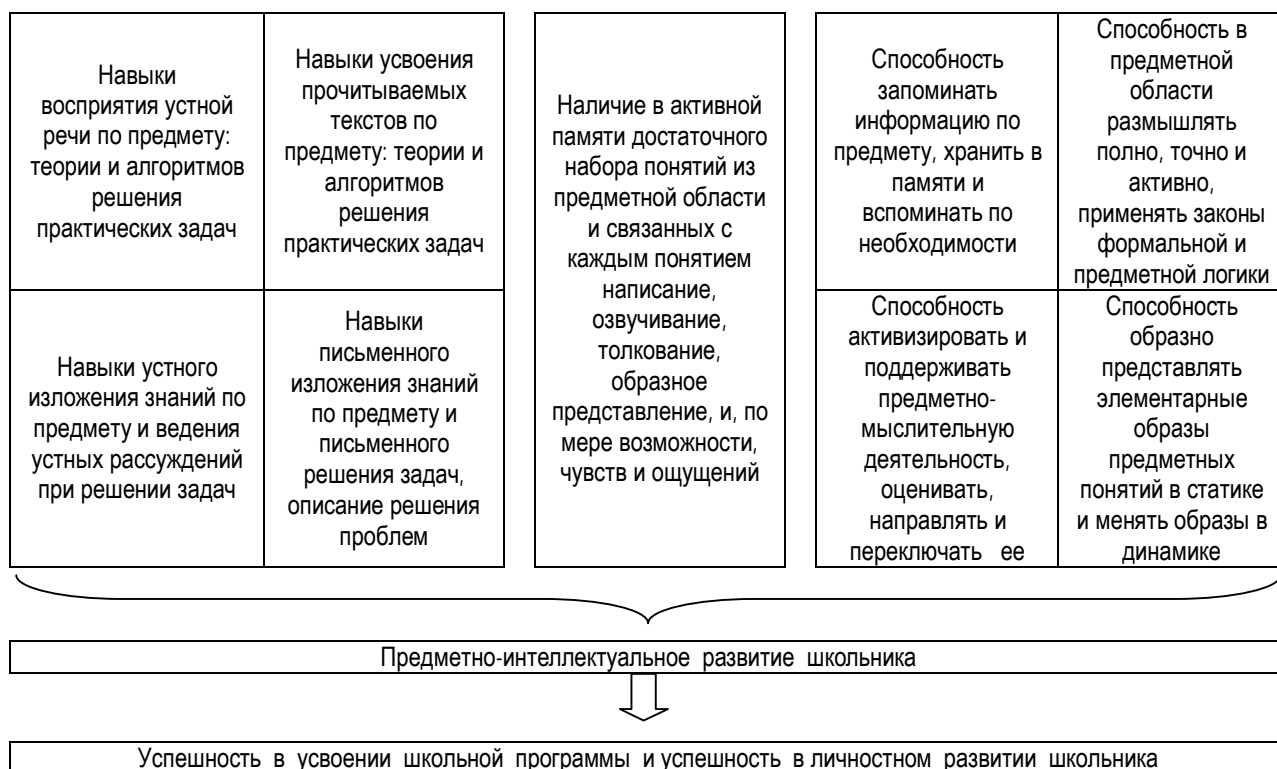 Навыки
восприятия устной
речи по предмету:
теории и алгоритмов
решения
практических задач
Навыки усвоения
прочитываемых
текстов по
предмету: теории и
алгоритмов
решения
практических задач
Навыки устного
изложения знаний по
предмету и ведения
устных рассуждений
при решении задач
Навыки
письменного
изложения знаний
по предмету и
письменного
решения задач,
описание решения
проблем
Наличие в активной
памяти достаточного
набора понятий из
предметной области
и связанных с
каждым понятием
написание,
озвучивание,
толкование,
образное
представление, и, по
мере возможности,
чувств и ощущений
Способность
запоминать
информацию по
предмету, хранить в
памяти и
вспоминать по
необходимости
Способность в
предметной
области
размышлять
полно, точно и
активно,
применять законы
формальной и
предметной логики
Способность
активизировать и
поддерживать
предметно-
мыслительную
деятельность,
оценивать,
направлять и
переключать ее
Способность
образно
представлять
элементарные
образы
предметных
понятий в статике
и менять образы в
динамике
Предметно-интеллектуальное развитие школьника
Успешность в усвоении школьной программы и успешность в личностном развитии школьника